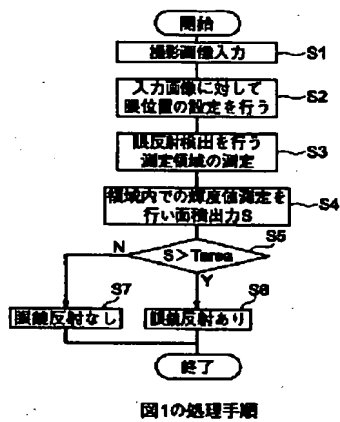 開始
撮影画像入力
S1
入力画像に対して
眼位置の設定を行う
S2
眼反射検出を行う
測定領域の測定
S3
領域内での輝度値測定を
行い面積出力S
S4
S>Tarea
S5
N
Y
S7
眼鏡反射なし
S6
眼鏡反射あり
終了
図1の処理手順